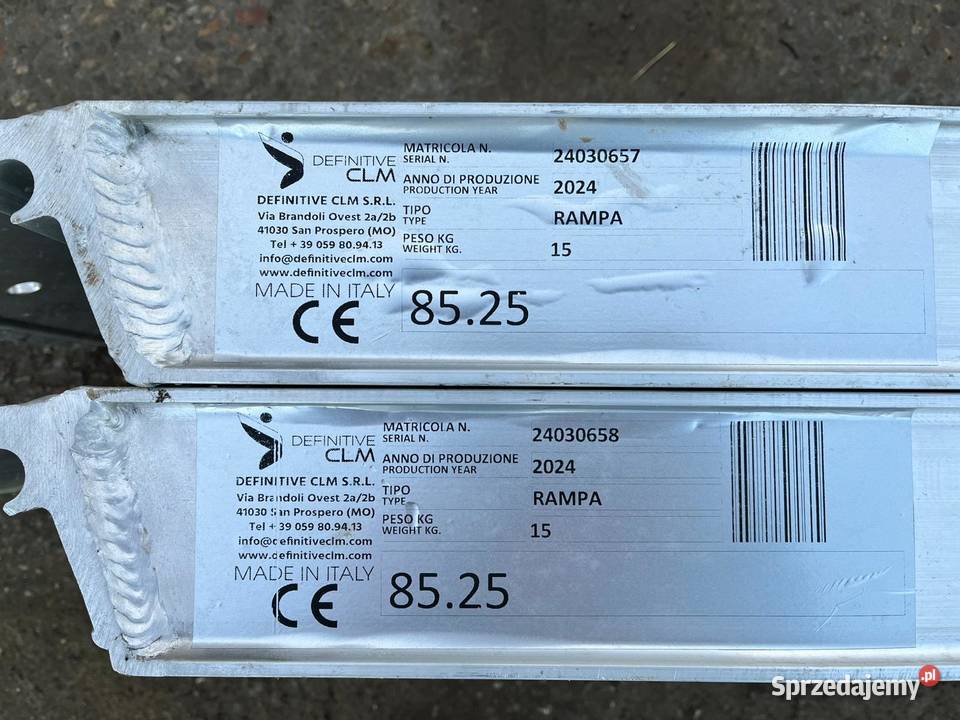 DEFINITIVE
CLM
DEFINITIVE CLM S.R.L.
Via Brandoli Ovest 2a/2b
41030 San Prospero (MO)
Tel + 39 059 80.94.13
info@definitiveclm.com
www.definitiveclm.com
MADE IN ITALY
CE
MATRICOLA N.
SERIAL N.
24030657
ANNO DI PRODUZIONE
PRODUCTION YEAR
2024
TIPO
TYPE
RAMPA
PESO KG
WEIGHT KG.
15
85.25
DEFINITIVE
CLM
DEFINITIVE CLM S.R.L.
Via Brandoli Ovest 2a/2b
41030 San Prospero (MO)
Tel + 39 059 80.94.13
info@definitiveclm.com
www.definitiveclm.com
MADE IN ITALY
CE
MATRICOLA N.
SERIAL N.
24030658
ANNO DI PRODUZIONE
PRODUCTION YEAR
2024
TIPO
TYPE
RAMPA
PESO KG
WEIGHT KG.
15
85.25
Sprzedajemy.pl